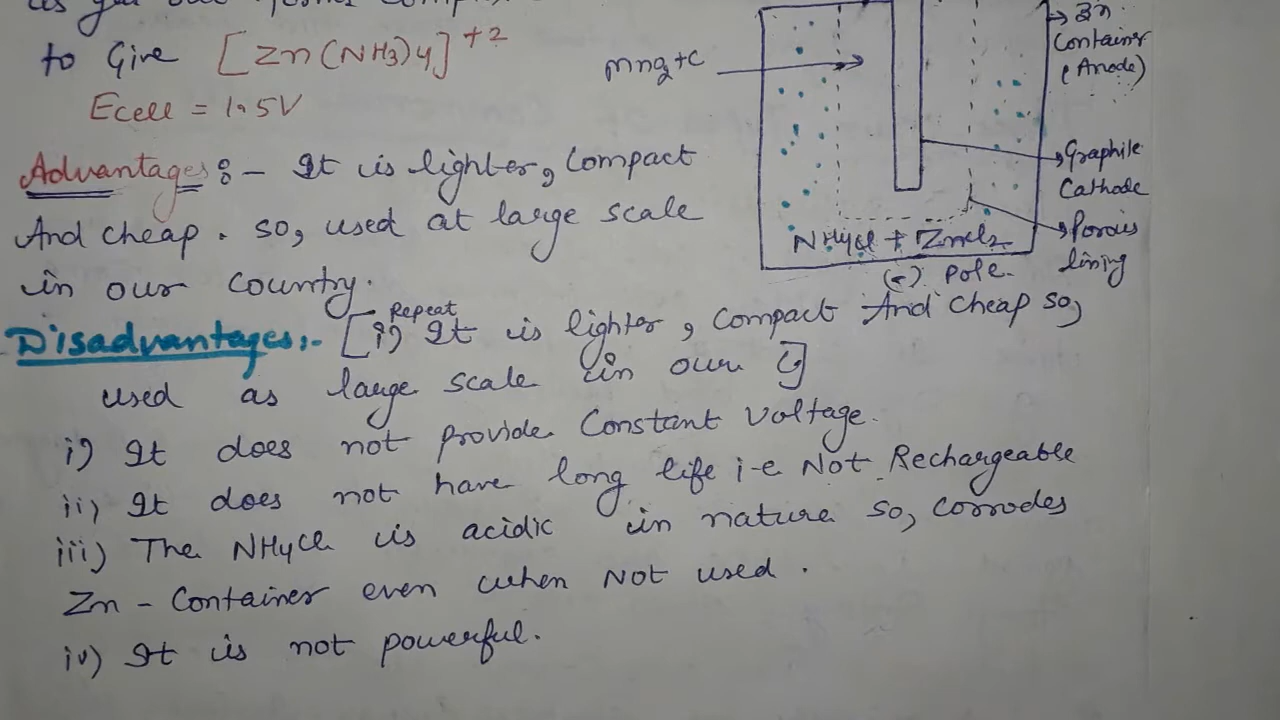 to Give [Zn(NH3)4]+2
Ecell = 1.5V
Advantages :- It is lighter, Compact
And cheap. so, used at large scale
in our country.
Repeat
Disadvantages:- [i) It is lighter, compact And cheap so,
used as large scale in our ]
i) It does not provide Constant voltage.
ii) It does not have long life i-e Not Rechargeable
iii) The NH4Cl is acidic in nature so, corrodes
Zn - Container even when Not used.
iv) It is not powerful.
Zn
Container
(Anode)
MnO2+C
Graphite
Cathode
Porous
lining
NH4Cl + ZnCl2
(-) pole.